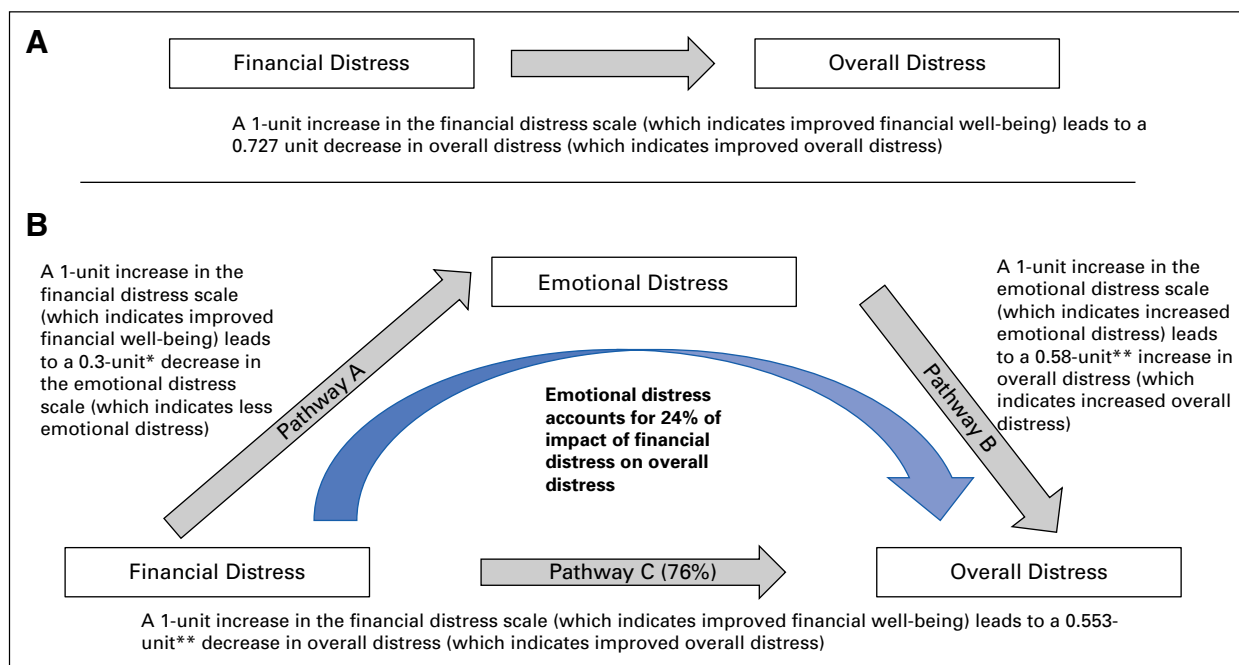 A
Financial Distress
Overall Distress
A 1-unit increase in the financial distress scale (which indicates improved financial well-being) leads to a
0.727 unit decrease in overall distress (which indicates improved overall distress)
B
A 1-unit increase in the
financial distress scale
(which indicates improved
financial well-being) leads
to a 0.3-unit* decrease in
the emotional distress
scale (which indicates less
emotional distress)
Pathway A
Emotional Distress
Emotional distress
accounts for 24% of
impact of financial
distress on overall
distress
Pathway B
A 1-unit increase in the
emotional distress scale
(which indicates increased
emotional distress) leads
to a 0.58-unit** increase in
overall distress (which
indicates increased overall
distress)
Financial Distress
Pathway C (76%)
Overall Distress
A 1-unit increase in the financial distress scale (which indicates improved financial well-being) leads to a 0.553-
unit** decrease in overall distress (which indicates improved overall distress)